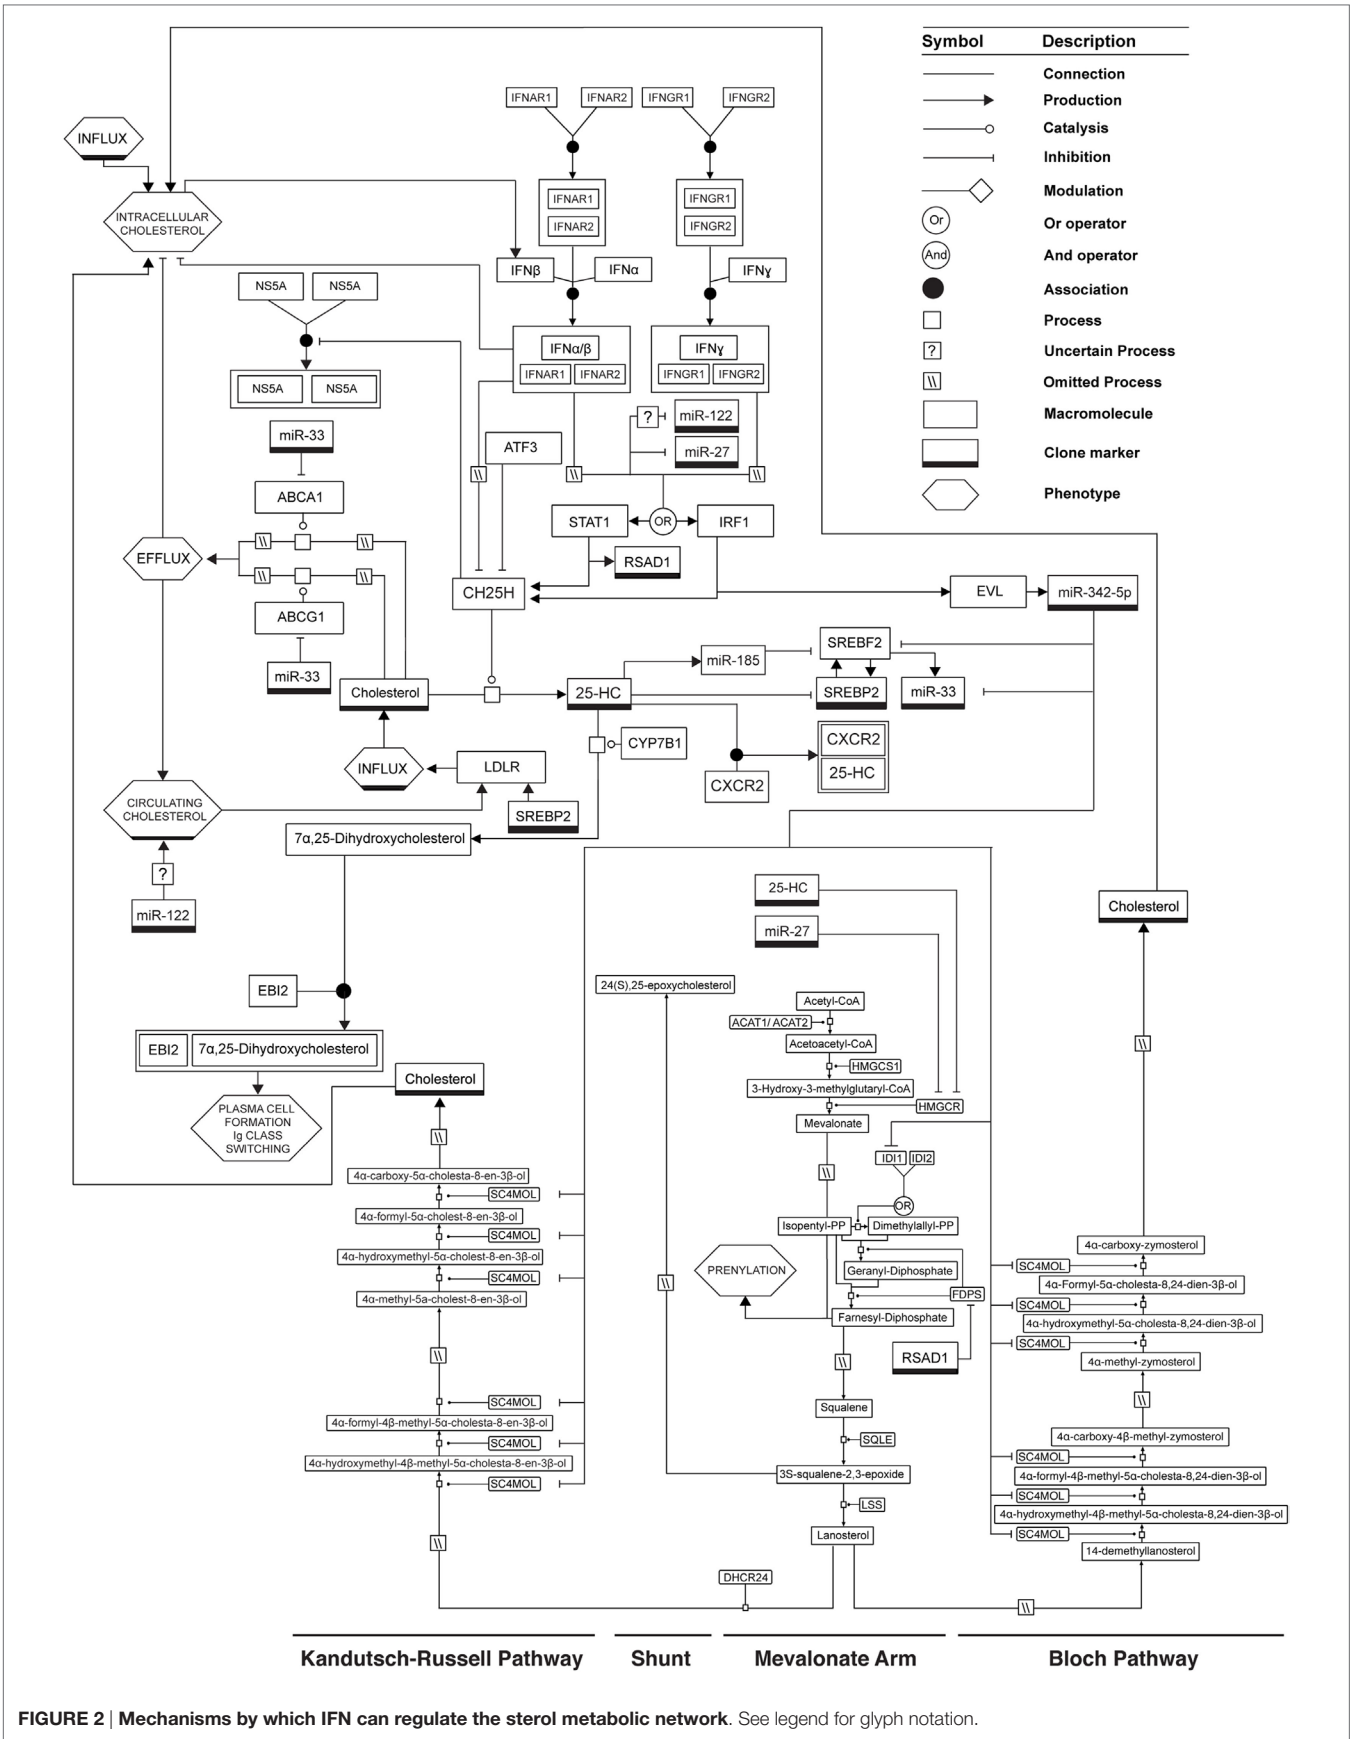 Symbol Description
Connection
Production
Catalysis
Inhibition
Modulation
Or Or operator
And And operator
Association
Process
? Uncertain Process
\\ Omitted Process
Macromolecule
Clone marker
Phenotype
IFNAR1 IFNAR2 IFNGR1 IFNGR2
INFLUX
INTRACELLULAR
CHOLESTEROL
IFNAR1
IFNAR2
IFNGR1
IFNGR2
IFNβ IFNα IFNɣ
NS5A NS5A
IFNα/β
IFNAR1 IFNAR2
IFNɣ
IFNGR1 IFNGR2
NS5A NS5A
? miR-122
miR-27
miR-33
ATF3
\\ \\ \\
ABCA1
STAT1 OR IRF1
\\ \\
EFFLUX
RSAD1
\\ \\
CH25H
EVL miR-342-5p
ABCG1
SREBF2
miR-185
miR-33
Cholesterol 25-HC SREBP2 miR-33
CYP7B1
CXCR2
25-HC
INFLUX LDLR
CXCR2
CIRCULATING
CHOLESTEROL
SREBP2
7α,25-Dihydroxycholesterol
?
miR-122
25-HC
Cholesterol
miR-27
EBI2
24(S),25-epoxycholesterol
Acetyl-CoA
ACAT1/ ACAT2
Acetoacetyl-CoA
\\
EBI2 7α,25-Dihydroxycholesterol
HMGCS1
Cholesterol
3-Hydroxy-3-methylglutaryl-CoA
HMGCR
PLASMA CELL
FORMATION
Ig CLASS
SWITCHING
Mevalonate
\\
IDI1 IDI2
\\
4α-carboxy-5α-cholesta-8-en-3β-ol
SC4MOL
OR
4α-formyl-5α-cholest-8-en-3β-ol
Isopentyl-PP Dimethylallyl-PP
SC4MOL
4α-carboxy-zymosterol
4α-hydroxymethyl-5α-cholest-8-en-3β-ol
SC4MOL
PRENYLATION
Geranyl-Diphosphate
SC4MOL
\\
4α-Formyl-5α-cholesta-8,24-dien-3β-ol
4α-methyl-5a-cholest-8-en-3β-ol
FDPS
SC4MOL
Farnesyl-Diphosphate
4α-hydroxymethyl-5α-cholesta-8,24-dien-3β-ol
SC4MOL
\\
\\
RSAD1
4α-methyl-zymosterol
SC4MOL
Squalene
\\
4α-formyl-4β-methyl-5α-cholesta-8-en-3β-ol
4α-carboxy-4β-methyl-zymosterol
SC4MOL
SQLE
SC4MOL
4α-hydroxymethyl-4β-methyl-5α-cholesta-8-en-3β-ol
3S-squalene-2,3-epoxide
4α-formyl-4β-methyl-5α-cholesta-8,24-dien-3β-ol
SC4MOL
SC4MOL
LSS
4α-hydroxymethyl-4β-methyl-5α-cholesta-8,24-dien-3β-ol
Lanosterol
SC4MOL
\\
14-demethyllanosterol
DHCR24
\\
Kandutsch-Russell Pathway Shunt Mevalonate Arm Bloch Pathway
FIGURE 2 | Mechanisms by which IFN can regulate the sterol metabolic network. See legend for glyph notation.